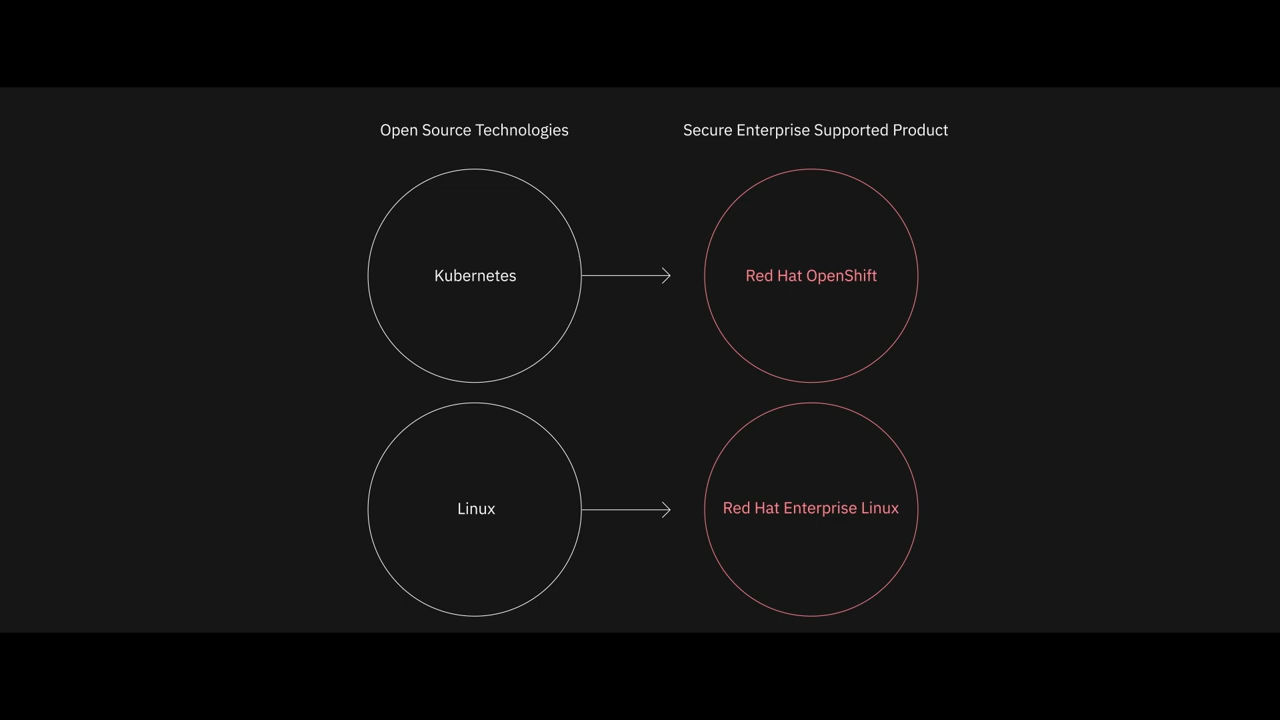 Open Source Technologies
Secure Enterprise Supported Product
Kubernetes
Red Hat OpenShift
Linux
Red Hat Enterprise Linux